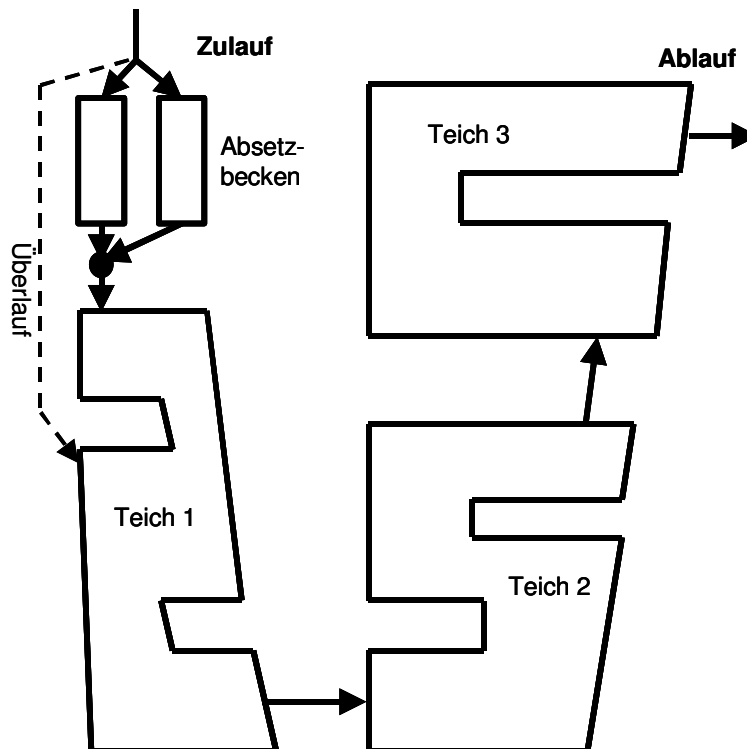 Zulauf
Ablauf
Absetz-
becken
Teich 3
Überlauf
Teich 1
Teich 2